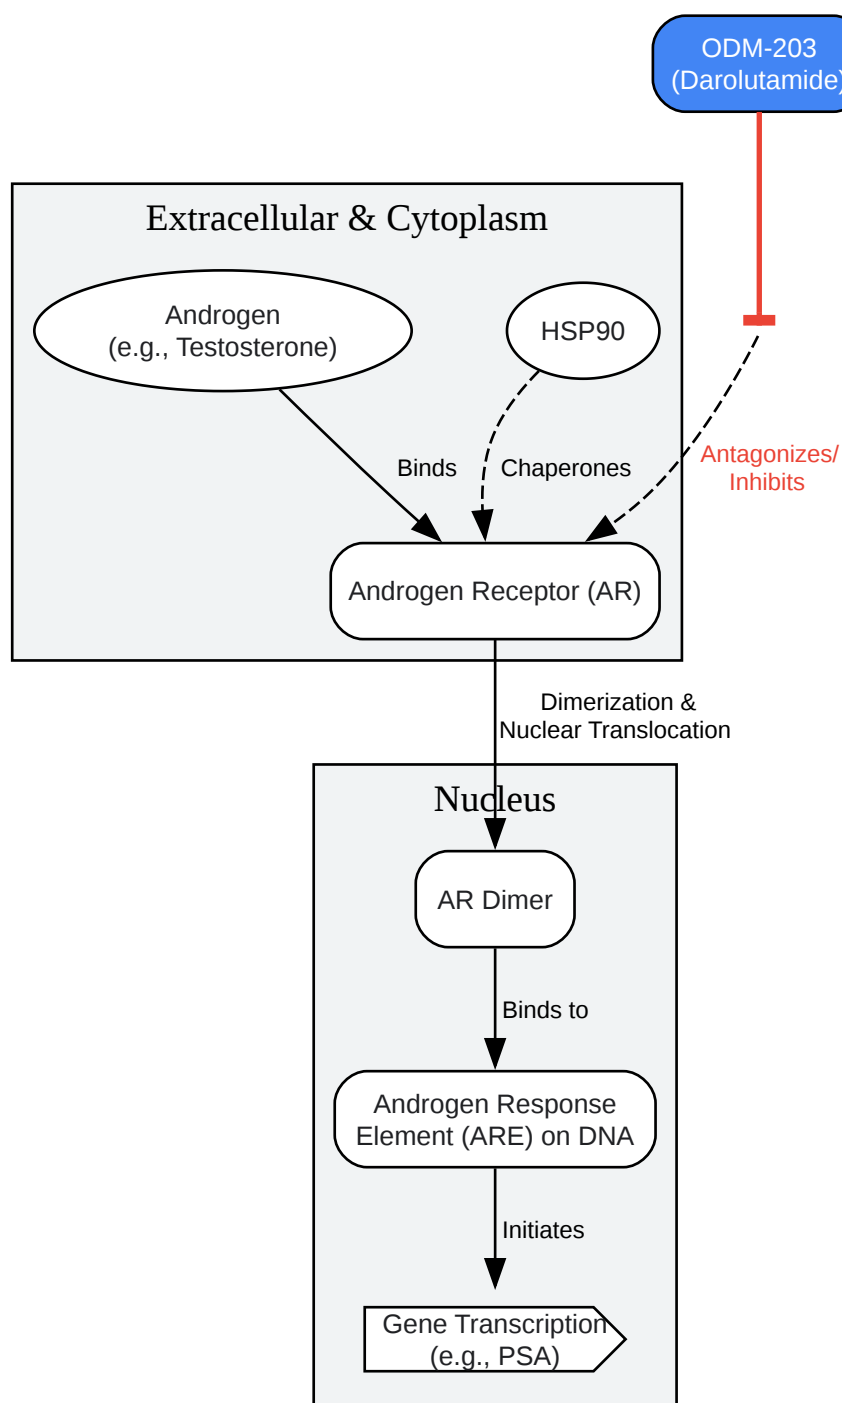 ODM-203
(Darolutamide)
Extracellular & Cytoplasm
Androgen
(e.g., Testosterone)
HSP90
Binds
Chaperones
Antagonizes/
Inhibits
Androgen Receptor (AR)
Dimerization &
Nuclear Translocation
Nucleus
AR Dimer
Binds to
Androgen Response
Element (ARE) on DNA
Initiates
Gene Transcription
(e.g., PSA)